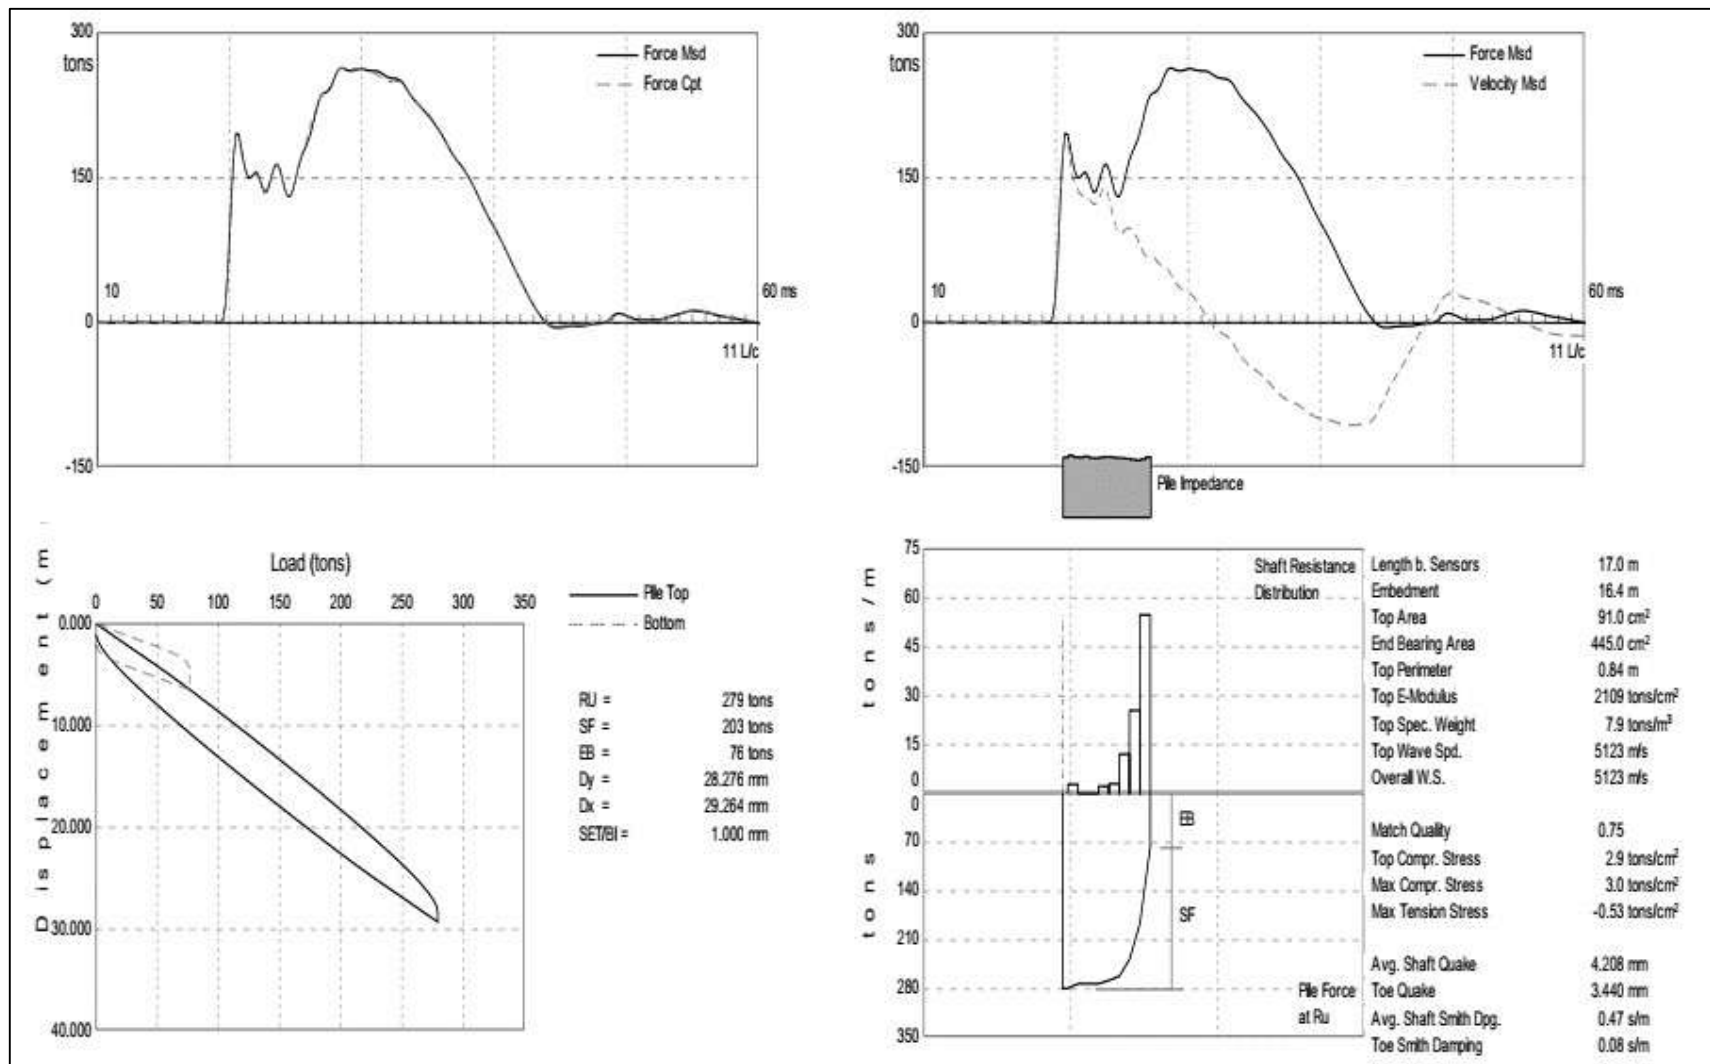 300
tons
Force Msd
Force Cpt
150
10
60 ms
0
11 L/c
-150
300
tons
Force Msd
Velocity Msd
150
10
60 ms
0
11 L/c
-150
Pile Impedance
Load (tons)
0 50 100 150 200 250 300 350
Displacement (m
0.000
10.000
20.000
30.000
40.000
Pile Top
Bottom
RU = 279 tons
SF = 203 tons
EB = 76 tons
Dy = 28.276 mm
Dx = 29.264 mm
SET/Bl = 1.000 mm
tons/m
75
60
45
30
15
0
Shaft Resistance
Distribution
tons
0
70
140
210
280
350
EB
SF
Pile Force
at Ru
Length b. Sensors 17.0 m
Embedment 16.4 m
Top Area 91.0 cm²
End Bearing Area 445.0 cm²
Top Perimeter 0.84 m
Top E-Modulus 2109 tons/cm²
Top Spec. Weight 7.9 tons/m³
Top Wave Spd. 5123 m/s
Overall W.S. 5123 m/s
Match Quality 0.75
Top Compr. Stress 2.9 tons/cm²
Max Compr. Stress 3.0 tons/cm²
Max Tension Stress -0.53 tons/cm²
Avg. Shaft Quake 4.208 mm
Toe Quake 3.440 mm
Avg. Shaft Smith Dpg. 0.47 s/m
Toe Smith Damping 0.08 s/m